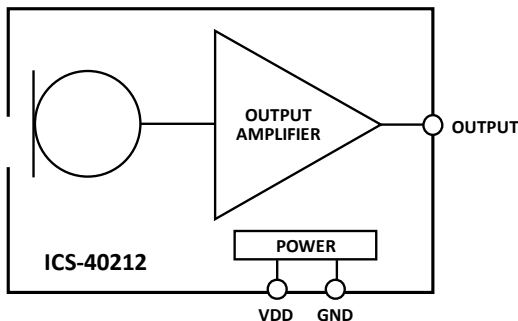 OUTPUT
AMPLIFIER
OUTPUT
POWER
ICS-40212
VDD
GND